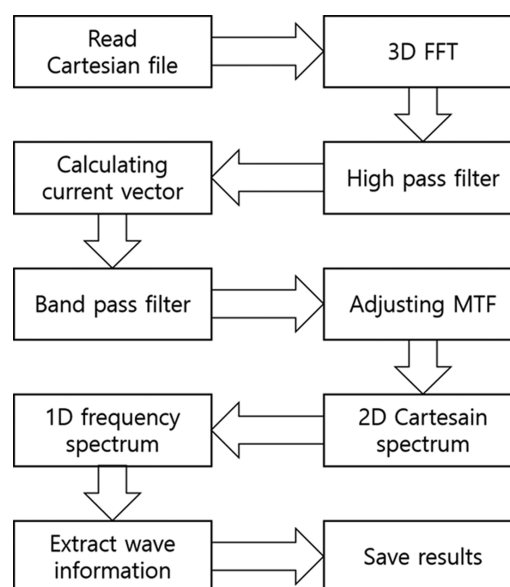 Read
Cartesian file
3D FFT
Calculating
current vector
High pass filter
Band pass filter
Adjusting MTF
1D frequency
spectrum
2D Cartesain
spectrum
Extract wave
information
Save results